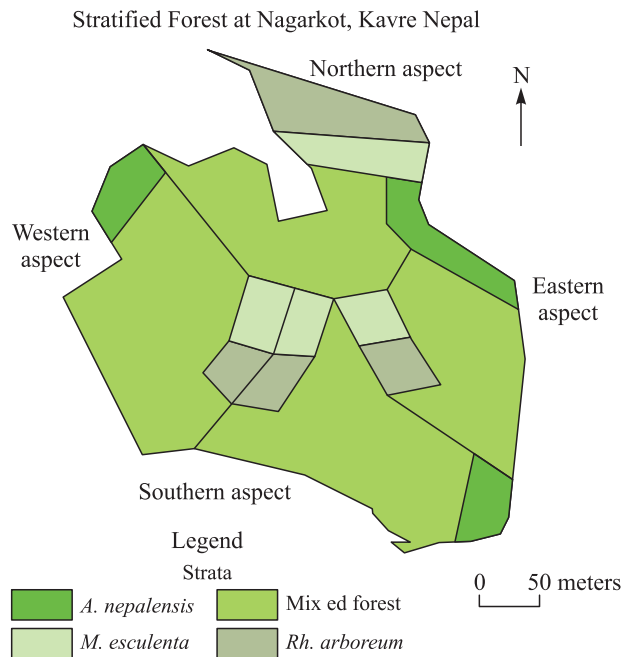 Stratified Forest at Nagarkot, Kavre Nepal
Northern aspect
N
Western
aspect
Eastern
aspect
Southern aspect
Legend
Strata
A. nepalensis
Mix ed forest
M. esculenta
Rh. arboreum
0 50 meters